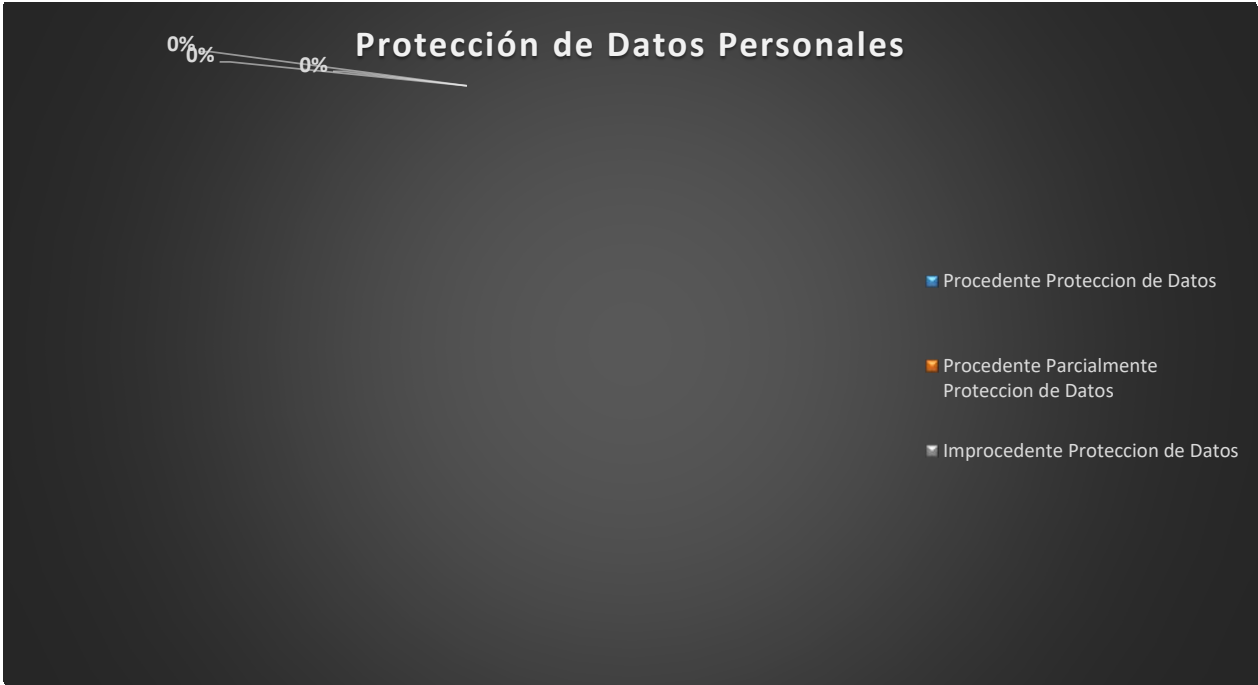 Protección de Datos Personales
0%
0%
0%
Procedente Proteccion de Datos
Procedente Parcialmente
Proteccion de Datos
Improcedente Proteccion de Datos